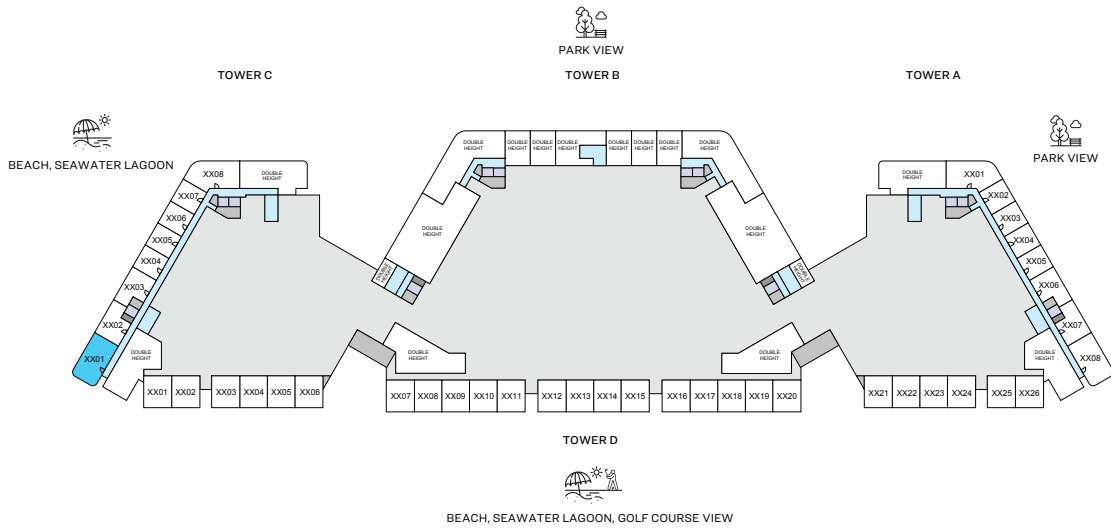 PARK VIEW
TOWER C
TOWER B
TOWER A
BEACH, SEAWATER LAGOON
PARK VIEW
DOUBLE
HEIGHT
DOUBLE
HEIGHT
DOUBLE
HEIGHT
DOUBLE
HEIGHT
DOUBLE
HEIGHT
DOUBLE
HEIGHT
DOUBLE
HEIGHT
DOUBLE
HEIGHT
XX08
DOUBLE
HEIGHT
XX07
XX06
XX05
XX04
XX03
XX02
XX01
DOUBLE
HEIGHT
DOUBLE
HEIGHT
DOUBLE
HEIGHT
DOUBLE
HEIGHT
DOUBLE
HEIGHT
DOUBLE
HEIGHT
XX01
XX02
XX03
XX04
XX05
XX06
XX07
XX08
DOUBLE
HEIGHT
DOUBLE
HEIGHT
DOUBLE
HEIGHT
DOUBLE
HEIGHT
XX01
XX02
XX03
XX04
XX05
XX06
XX07
XX08
XX09
XX10
XX11
XX12
XX13
XX14
XX15
XX16
XX17
XX18
XX19
XX20
XX21
XX22
XX23
XX24
XX25
XX26
TOWER D
BEACH, SEAWATER LAGOON, GOLF COURSE VIEW